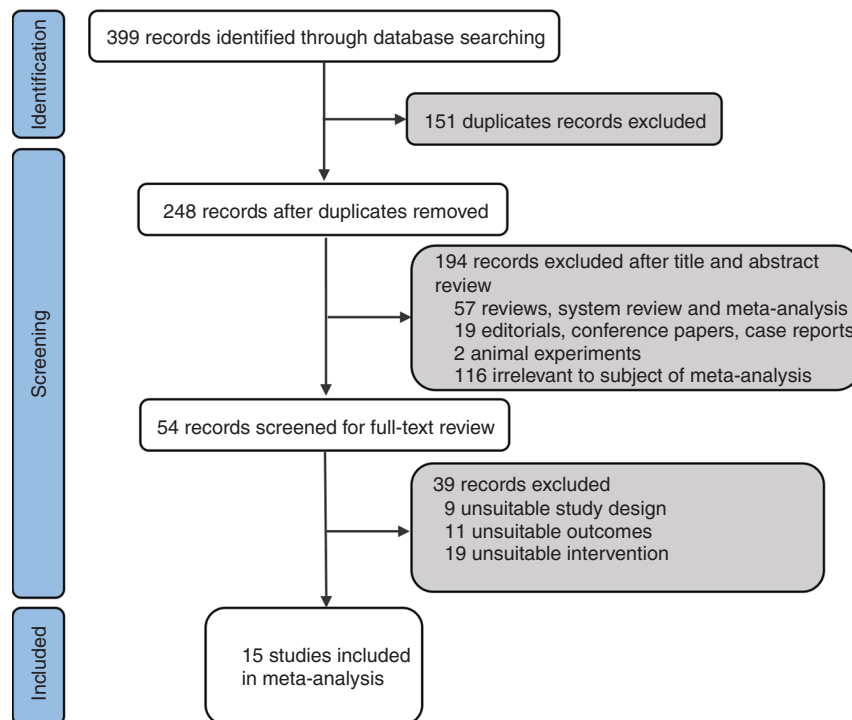 Identification
399 records identified through database searching
151 duplicates records excluded
Screening
248 records after duplicates removed
194 records excluded after title and abstract
review
57 reviews, system review and meta-analysis
19 editorials, conference papers, case reports
2 animal experiments
116 irrelevant to subject of meta-analysis
54 records screened for full-text review
39 records excluded
9 unsuitable study design
11 unsuitable outcomes
19 unsuitable intervention
Included
15 studies included
in meta-analysis